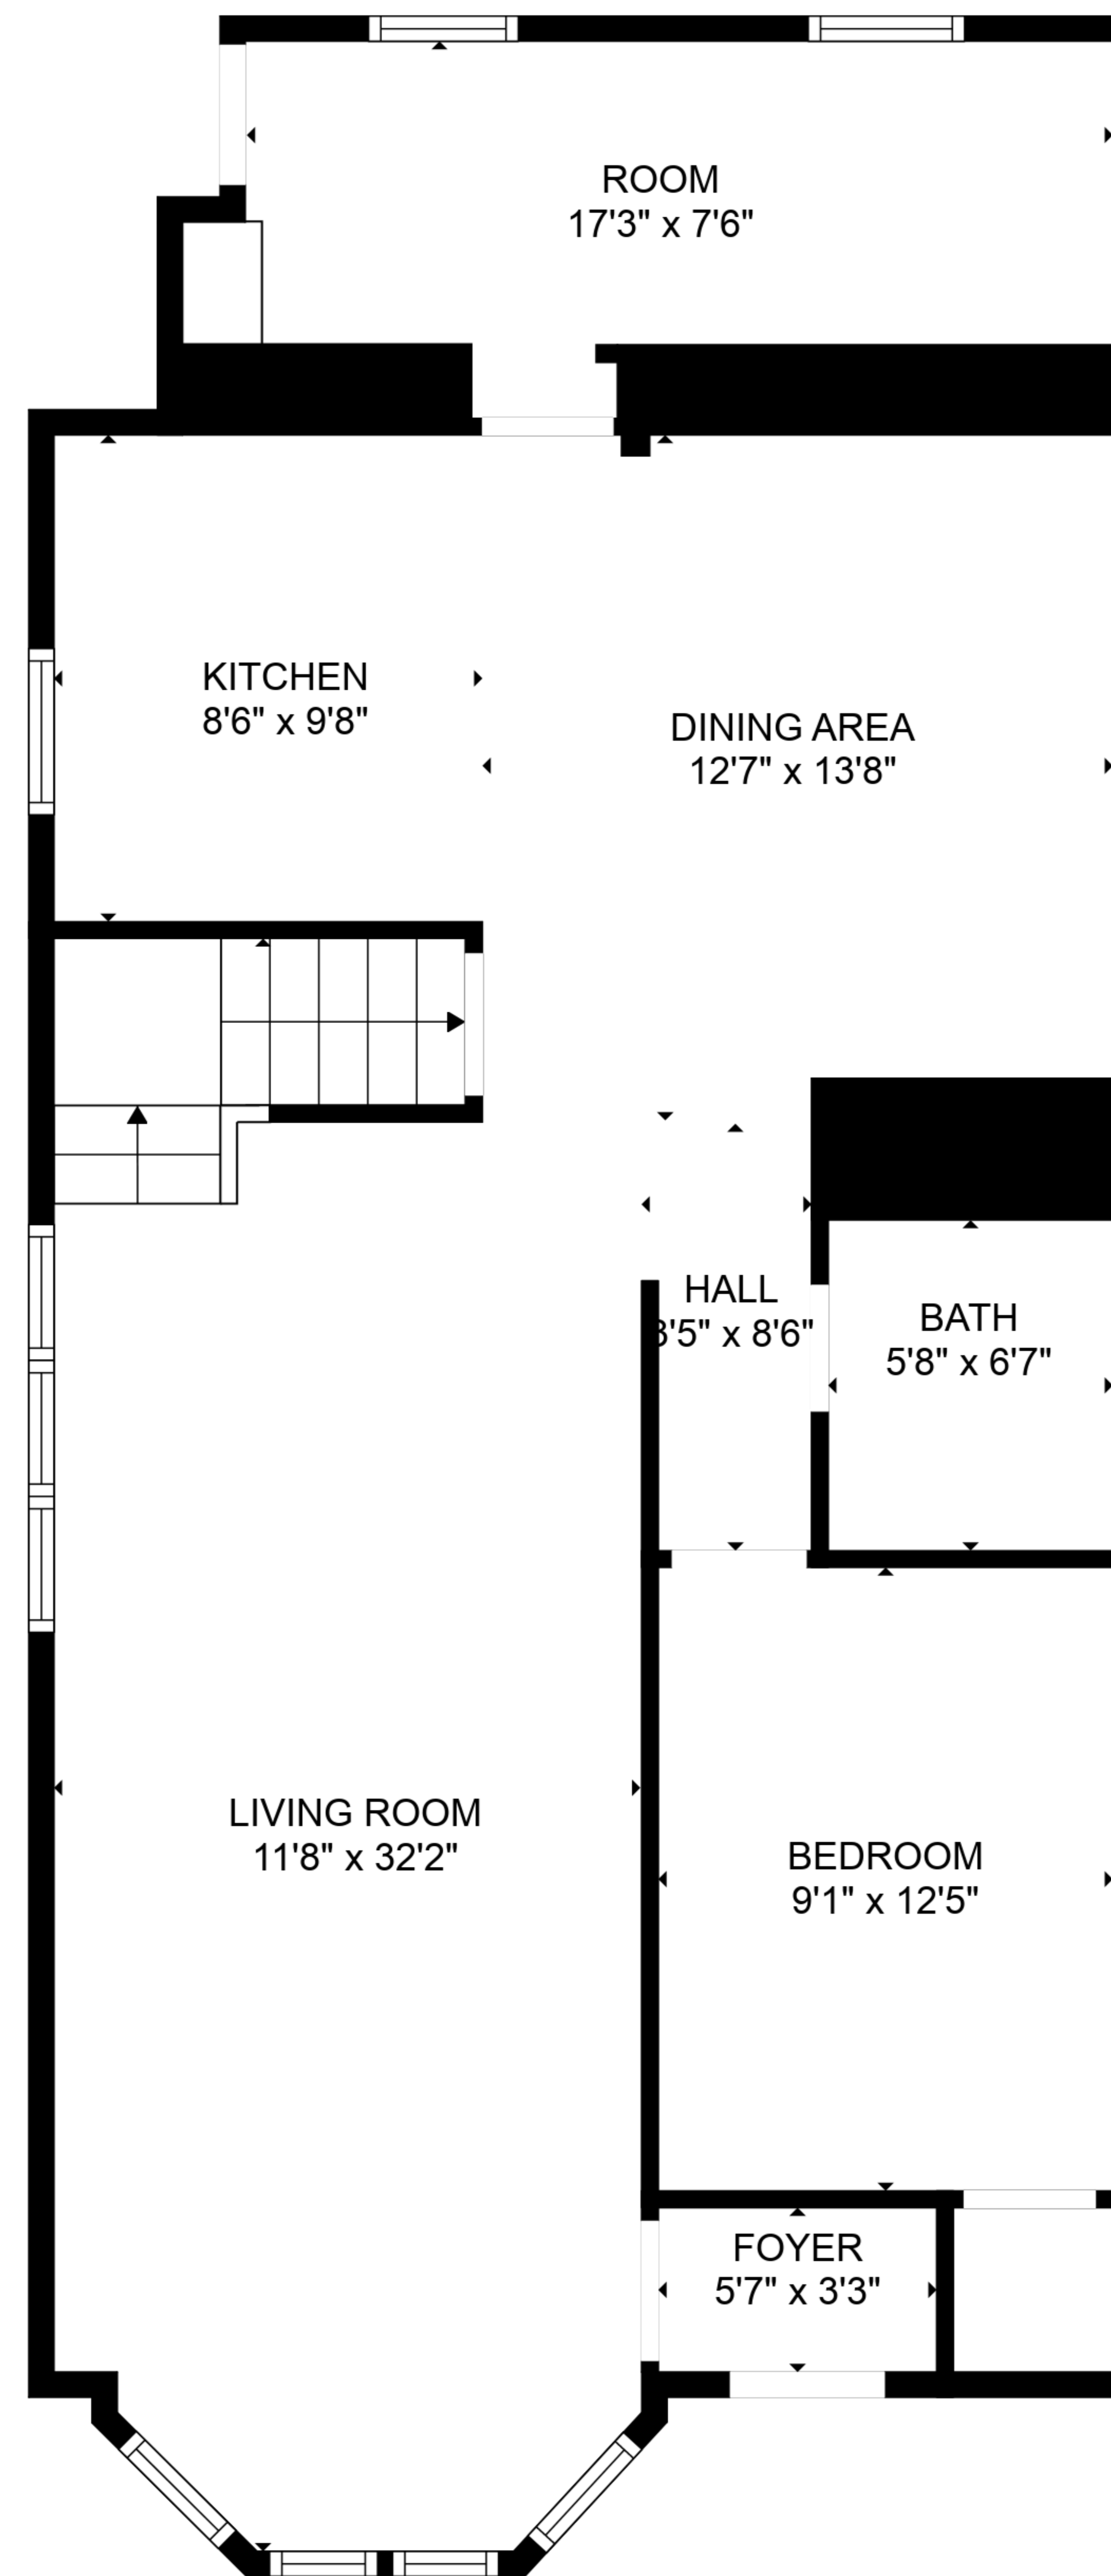 ROOM
17'3" x 7'6"
KITCHEN
8'6" x 9'8"
DINING AREA
12'7" x 13'8"
HALL
3'5" x 8'6"
BATH
5'8" x 6'7"
LIVING ROOM
11'8" x 32'2"
BEDROOM
9'1" x 12'5"
FOYER
5'7" x 3'3"